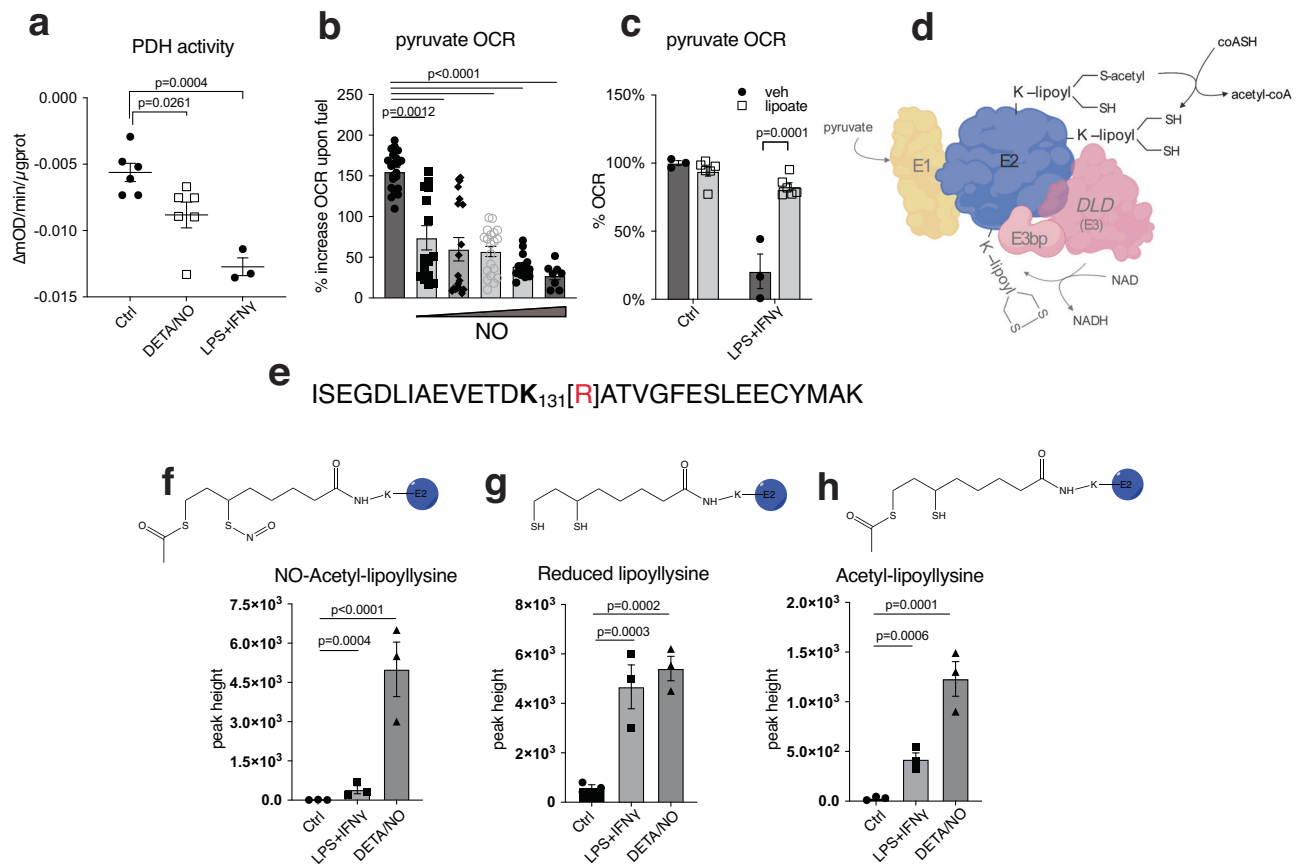 a
PDH activity
p=0.0004
p=0.0261
0.000
-0.005
-0.010
-0.015
ΔmOD/min/µgprot
Ctrl
DETA/NO
LPS+IFNγ
b
pyruvate OCR
p<0.0001
p=0.0012
250
200
150
100
50
0
% increase OCR upon fuel
NO
c
pyruvate OCR
veh
lipoate
p=0.0001
150%
100%
50%
0%
% OCR
Ctrl
LPS+IFNγ
d
coASH
S-acetyl
K –lipoyl
SH
acetyl-coA
SH
K –lipoyl
SH
pyruvate
E1
E2
DLD
(E3)
E3bp
K –lipoyl
S
S
NAD
NADH
e
ISEGDLIAEVETDK131[R]ATVGFESLEECYMAK
f
O
NH
K
E2
O
S
S
N
O
NO-Acetyl-lipoyllysine
p<0.0001
p=0.0004
7.5×10³
6.0×10³
4.5×10³
3.0×10³
1.5×10³
0.0
peak height
Ctrl
LPS+IFNγ
DETA/NO
g
O
NH
K
E2
SH
SH
Reduced lipoyllysine
p=0.0002
p=0.0003
8×10³
6×10³
4×10³
2×10³
0
peak height
Ctrl
LPS+IFNγ
DETA/NO
h
O
NH
K
E2
O
S
SH
Acetyl-lipoyllysine
p=0.0001
p=0.0006
2.0×10³
1.5×10³
1.0×10³
5.0×10²
0.0
peak height
Ctrl
LPS+IFNγ
DETA/NO